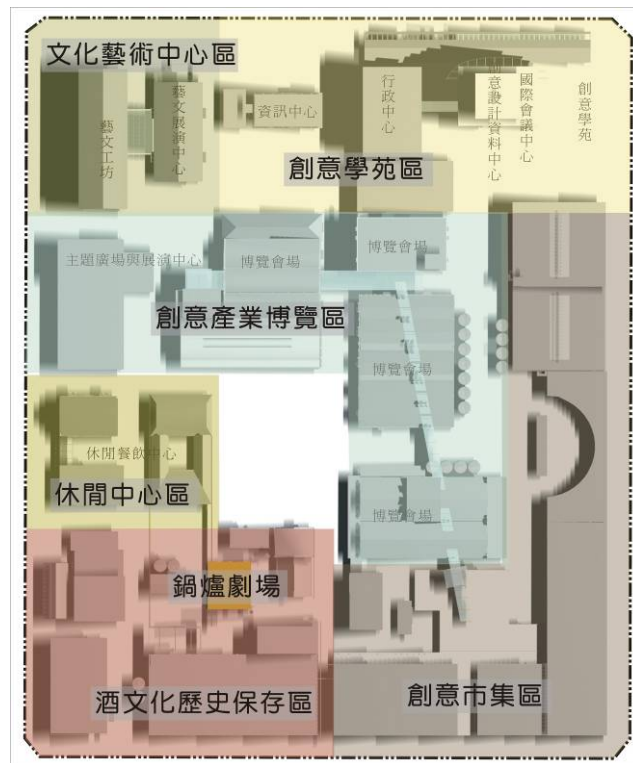 文化藝術中心區
藝文工坊
藝文展演中心
資訊中心
行政中心
創意設計資料中心
國際會議中心
創意學苑
創意學苑區
主題廣場與展演中心
博覽會場
博覽會場
創意產業博覽區
博覽會場
休閒餐飲中心
休閒中心區
博覽會場
鍋爐劇場
酒文化歷史保存區
創意市集區